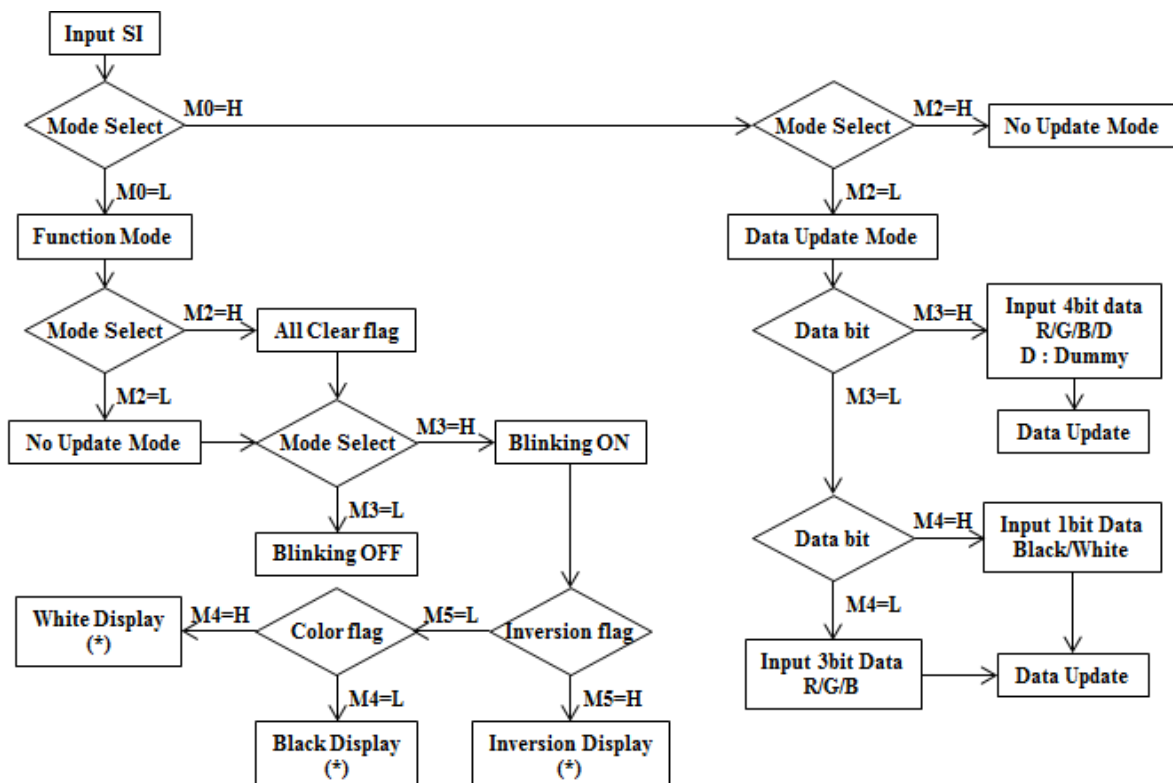 Input SI
M0=H
Mode Select
M0=L
Function Mode
M2=H
Mode Select
M2=L
All Clear flag
No Update Mode
Mode Select
M3=H
Blinking ON
M3=L
Blinking OFF
Inversion flag
M5=L
Color flag
M4=H
White Display
(*)
M4=L
Black Display
(*)
M5=H
Inversion Display
(*)
Mode Select
M2=H
No Update Mode
M2=L
Data Update Mode
Data bit
M3=H
Input 4bit data
R/G/B/D
D : Dummy
Data Update
M3=L
Data bit
M4=H
Input 1bit Data
Black/White
M4=L
Input 3bit Data
R/G/B
Data Update